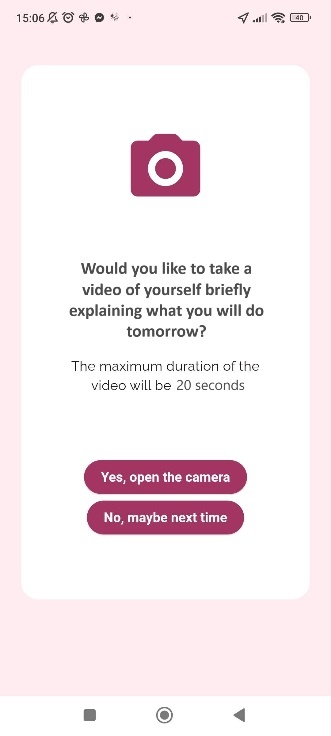 15:06
40
Would you like to take a
video of yourself briefly
explaining what you will do
tomorrow?
The maximum duration of the
video will be 20 seconds
Yes, open the camera
No, maybe next time